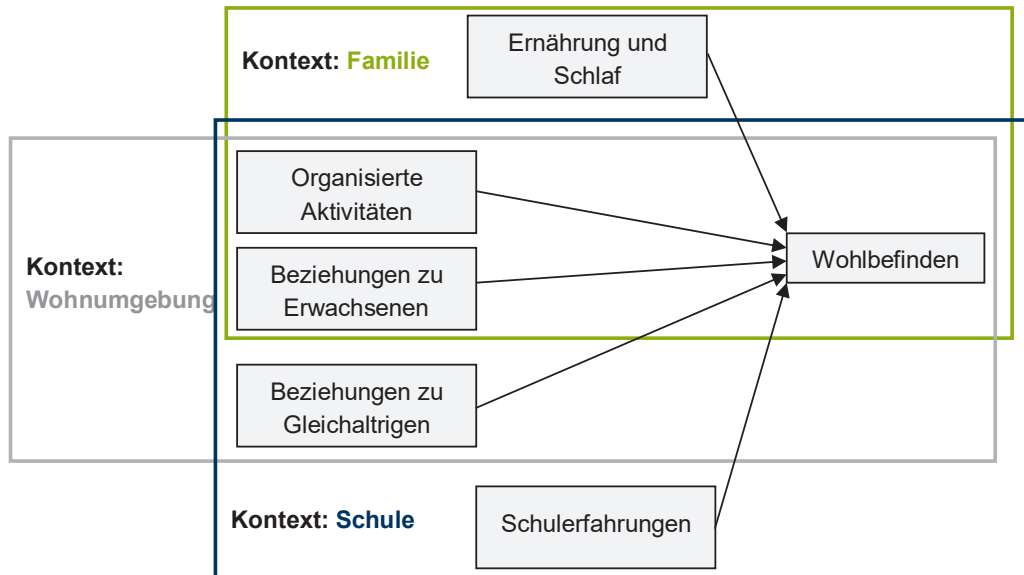 Kontext: Familie
Ernährung und
Schlaf
Organisierte
Aktivitäten
Kontext:
Wohnumgebung
Beziehungen zu
Erwachsenen
Wohlbefinden
Beziehungen zu
Gleichaltrigen
Kontext: Schule
Schulerfahrungen